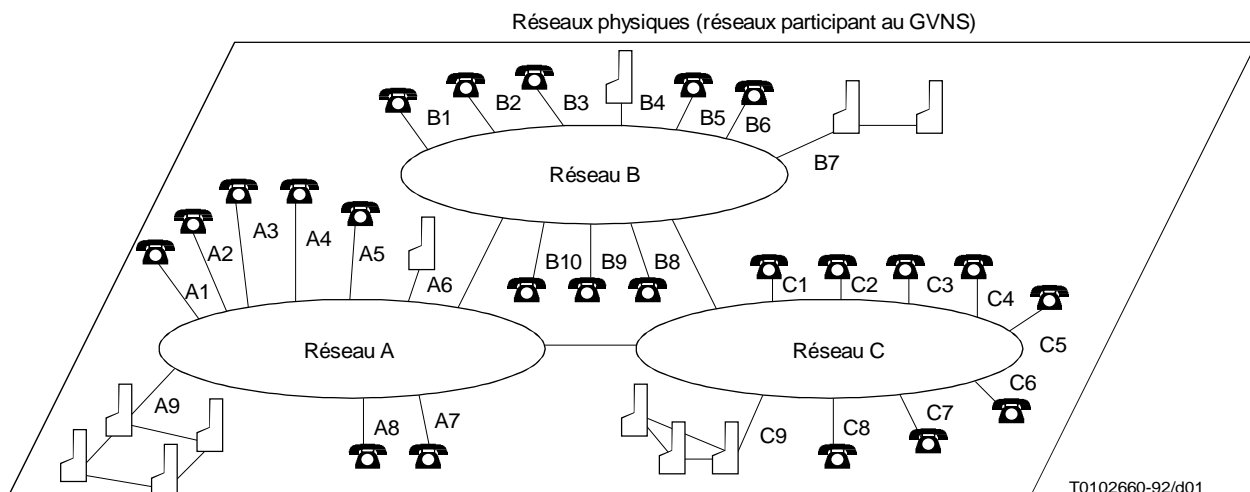 Réseaux physiques (réseaux participant au GVNS)
B1
B2
B3
B4
B5
B6
B7
Réseau B
A1
A2
A3
A4
A5
A6
B10
B9
B8
C1
C2
C3
C4
C5
Réseau A
Réseau C
C6
A9
A8
A7
C9
C8
C7
T0102660-92/d01